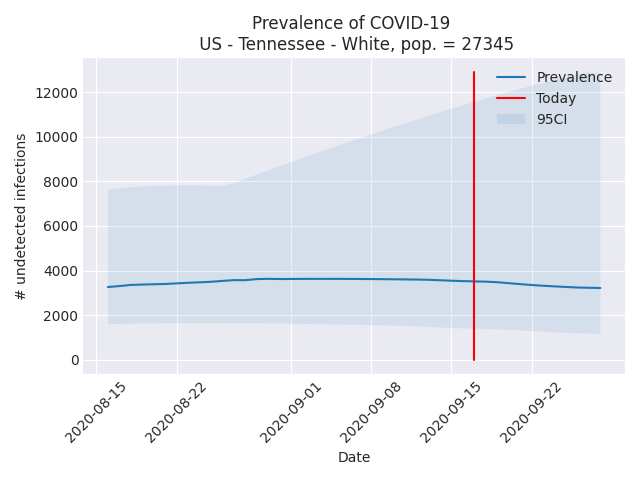 Prevalence of COVID-19
US - Tennessee - White, pop. = 27345
Prevalence
Today
95CI
# undetected infections
12000
10000
8000
6000
4000
2000
0
2020-08-15
2020-08-22
2020-09-01
2020-09-08
2020-09-15
2020-09-22
Date